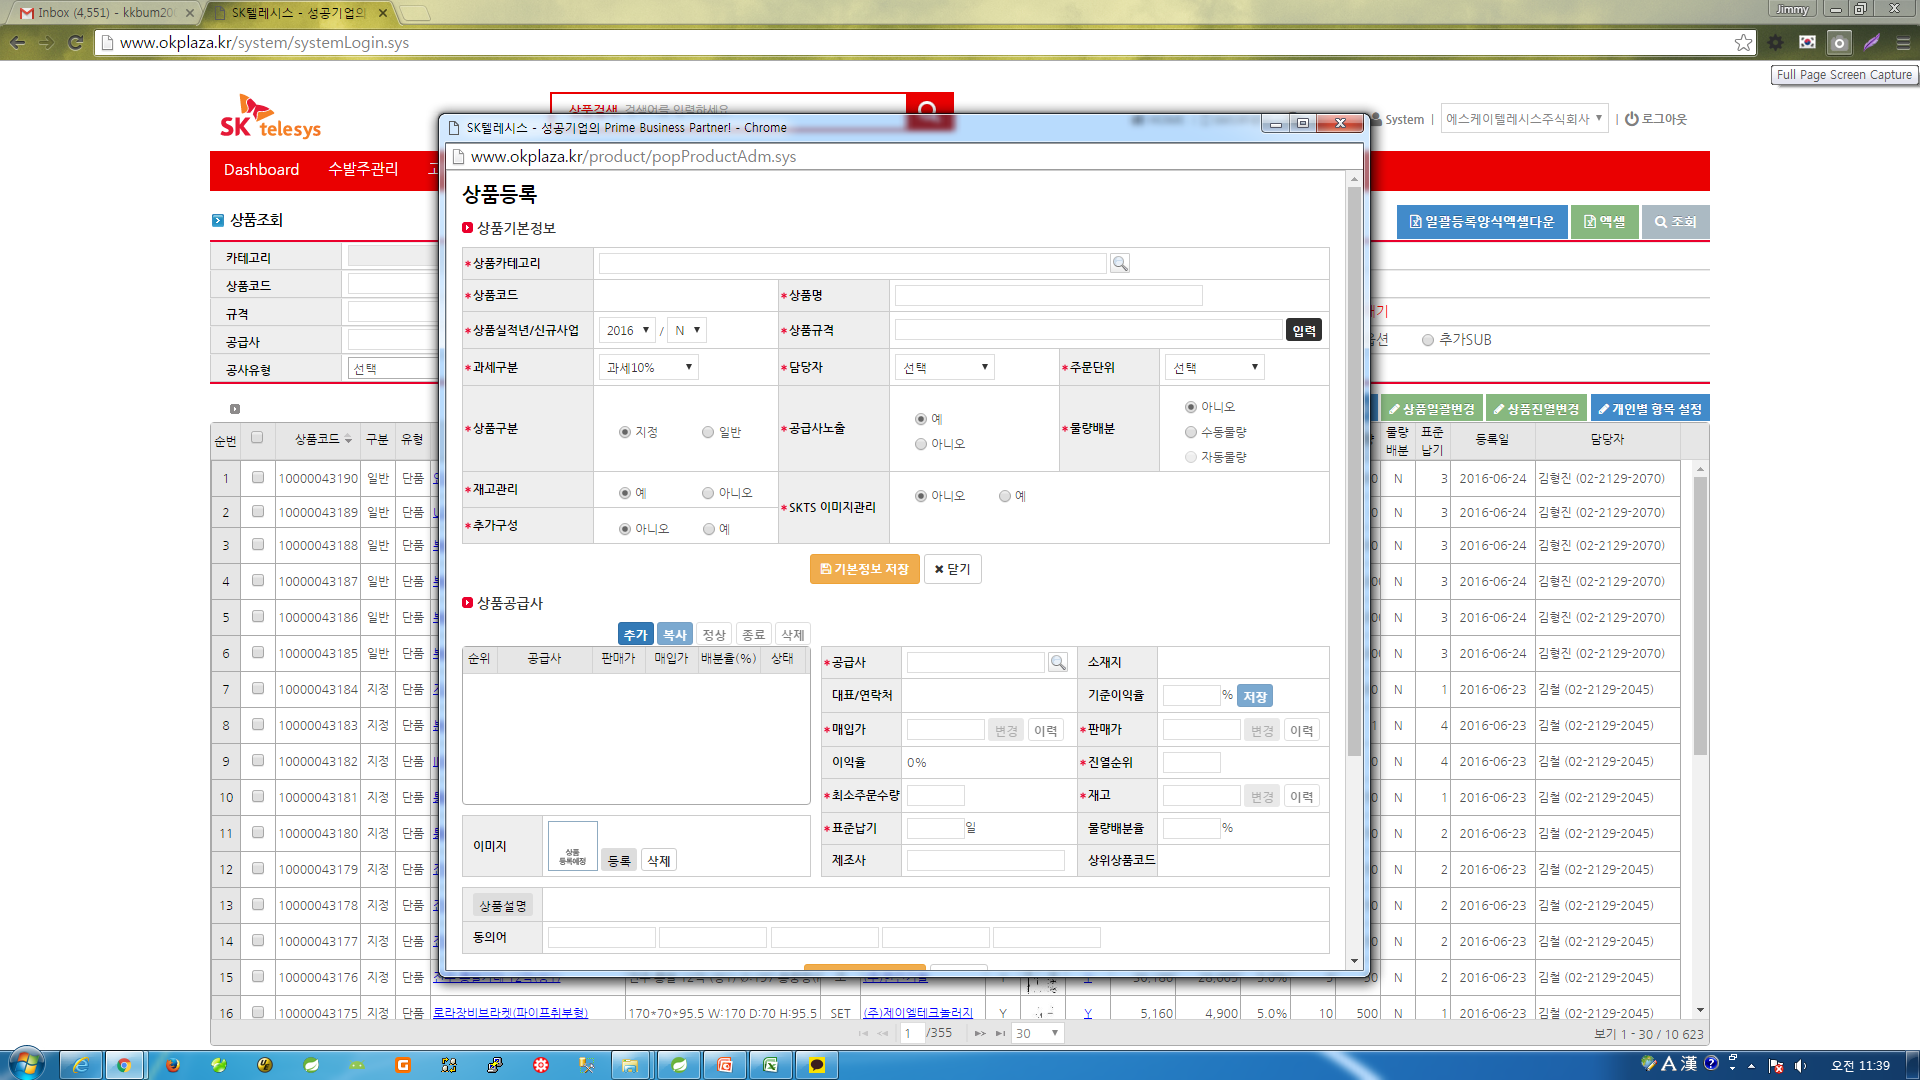 Inbox (4,551) - kkbum20
SK텔레시스 - 성공기업의
Jimmy
www.okplaza.kr/system/systemLogin.sys
Full Page Screen Capture
SK telesys
상품검색 검색어를 입력하세요
System | 에스케이텔레시스주식회사 | 로그아웃
Dashboard 수발주관리
상품조회
일괄등록양식엑셀다운 엑셀 조회
카테고리
상품코드
규격
공급사
추가SUB
공사유형 선택
상품일괄변경 상품진열변경 개인별 항목 설정
순번 상품코드 구분 유형 물량배분 표준납기 등록일 담당자
1 10000043190 일반 단품 N 3 2016-06-24 김형진 (02-2129-2070)
2 10000043189 일반 단품 N 3 2016-06-24 김형진 (02-2129-2070)
3 10000043188 일반 단품 N 3 2016-06-24 김형진 (02-2129-2070)
4 10000043187 일반 단품 N 3 2016-06-24 김형진 (02-2129-2070)
5 10000043186 일반 단품 N 3 2016-06-24 김형진 (02-2129-2070)
6 10000043185 일반 단품 N 3 2016-06-24 김형진 (02-2129-2070)
7 10000043184 지정 단품 N 1 2016-06-23 김철 (02-2129-2045)
8 10000043183 지정 단품 N 4 2016-06-23 김철 (02-2129-2045)
9 10000043182 지정 단품 N 4 2016-06-23 김철 (02-2129-2045)
10 10000043181 지정 단품 N 1 2016-06-23 김철 (02-2129-2045)
11 10000043180 지정 단품 N 2 2016-06-23 김철 (02-2129-2045)
12 10000043179 지정 단품 N 2 2016-06-23 김철 (02-2129-2045)
13 10000043178 지정 단품 N 2 2016-06-23 김철 (02-2129-2045)
14 10000043177 지정 단품 N 2 2016-06-23 김철 (02-2129-2045)
15 10000043176 지정 단품 N 2 2016-06-23 김철 (02-2129-2045)
16 10000043175 지정 단품 로라장비브라켓(파이프취부형) 170*70*95.5 W:170 D:70 H:95.5 SET (주)제이엘테크놀러지 Y Y 5,160 4,900 5.0% 10 500 N 1 2016-06-23 김철 (02-2129-2045)
1 /355 30 보기 1 - 30 / 10 623
SK텔레시스 - 성공기업의 Prime Business Partner! - Chrome
www.okplaza.kr/product/popProductAdm.sys
상품등록
상품기본정보
*상품카테고리
*상품코드 *상품명
*상품실적년/신규사업 2016 / N *상품규격 입력
*과세구분 과세10% *담당자 선택 *주문단위 선택
*상품구분 지정 일반 *공급사노출 예 아니오 *물량배분 아니오 수동물량 자동물량
*재고관리 예 아니오 *SKTS 이미지관리 아니오 예
*추가구성 아니오 예
기본정보 저장 닫기
상품공급사
추가 복사 정상 종료 삭제
순위 공급사 판매가 매입가 배분율(%) 상태
*공급사 소재지
대표/연락처 기준이익율 % 저장
*매입가 변경 이력 *판매가 변경 이력
이익율 0% *진열순위
*최소주문수량 *재고 변경 이력
*표준납기 일 물량배분율 %
제조사 상위상품코드
이미지 상품 등록예정 등록 삭제
상품설명
동의어
오전 11:39